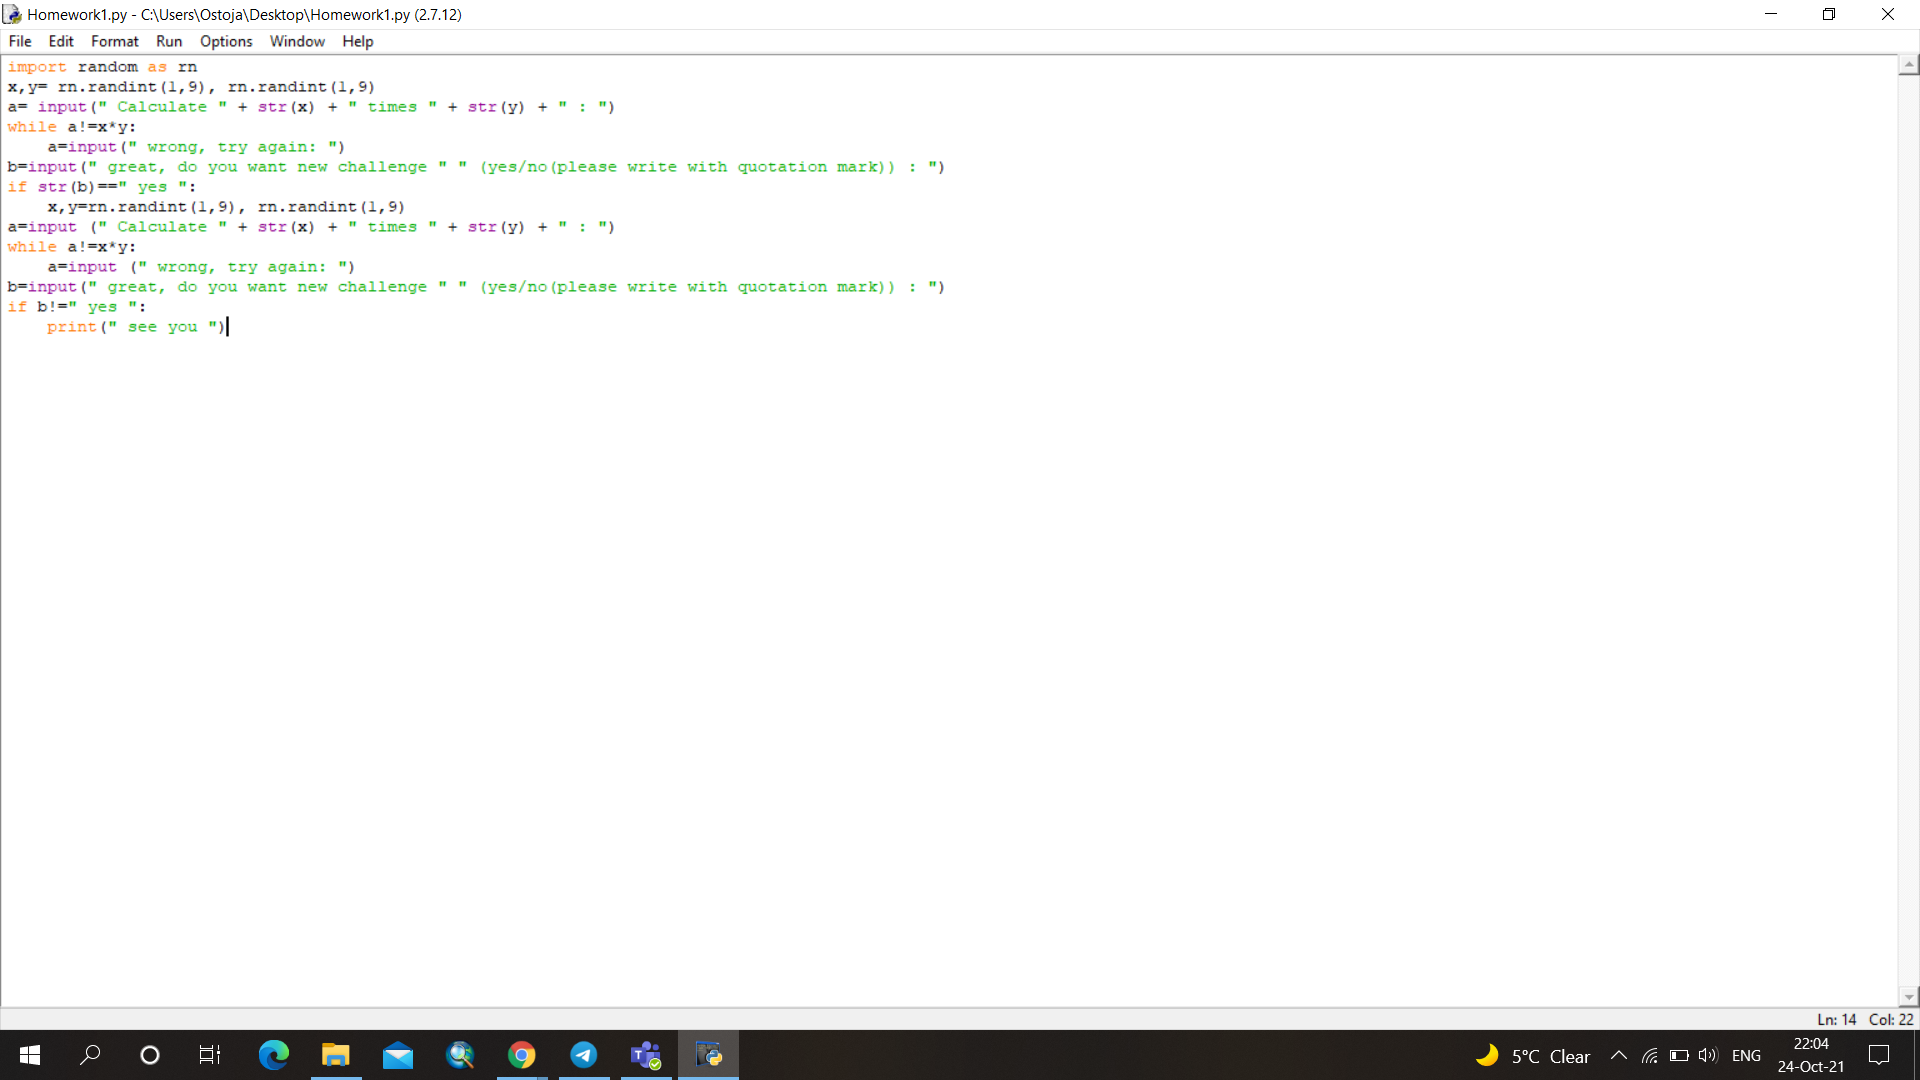 Homework1.py - C:\Users\Ostoja\Desktop\Homework1.py (2.7.12)
File Edit Format Run Options Window Help
import random as rn
x,y= rn.randint(1,9), rn.randint(1,9)
a= input(" Calculate " + str(x) + " times " + str(y) + " : ")
while a!=x*y:
    a=input(" wrong, try again: ")
b=input(" great, do you want new challenge " " (yes/no(please write with quotation mark)) : ")
if str(b)==" yes ":
    x,y=rn.randint(1,9), rn.randint(1,9)
a=input (" Calculate " + str(x) + " times " + str(y) + " : ")
while a!=x*y:
    a=input (" wrong, try again: ")
b=input(" great, do you want new challenge " " (yes/no(please write with quotation mark)) : ")
if b!=" yes ":
    print(" see you ")
Ln: 14 Col: 22
5°C Clear
ENG
22:04
24-Oct-21